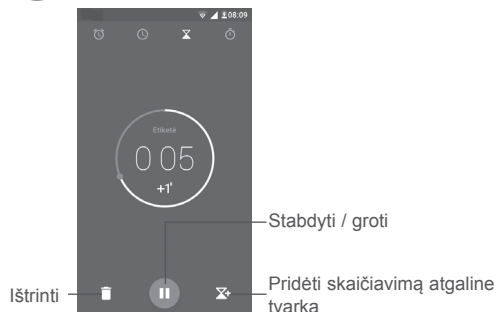 08:09
Etiketė
0 05
+1'
Stabdyti / groti
Ištrinti
Pridėti skaičiavimą atgaline
tvarka